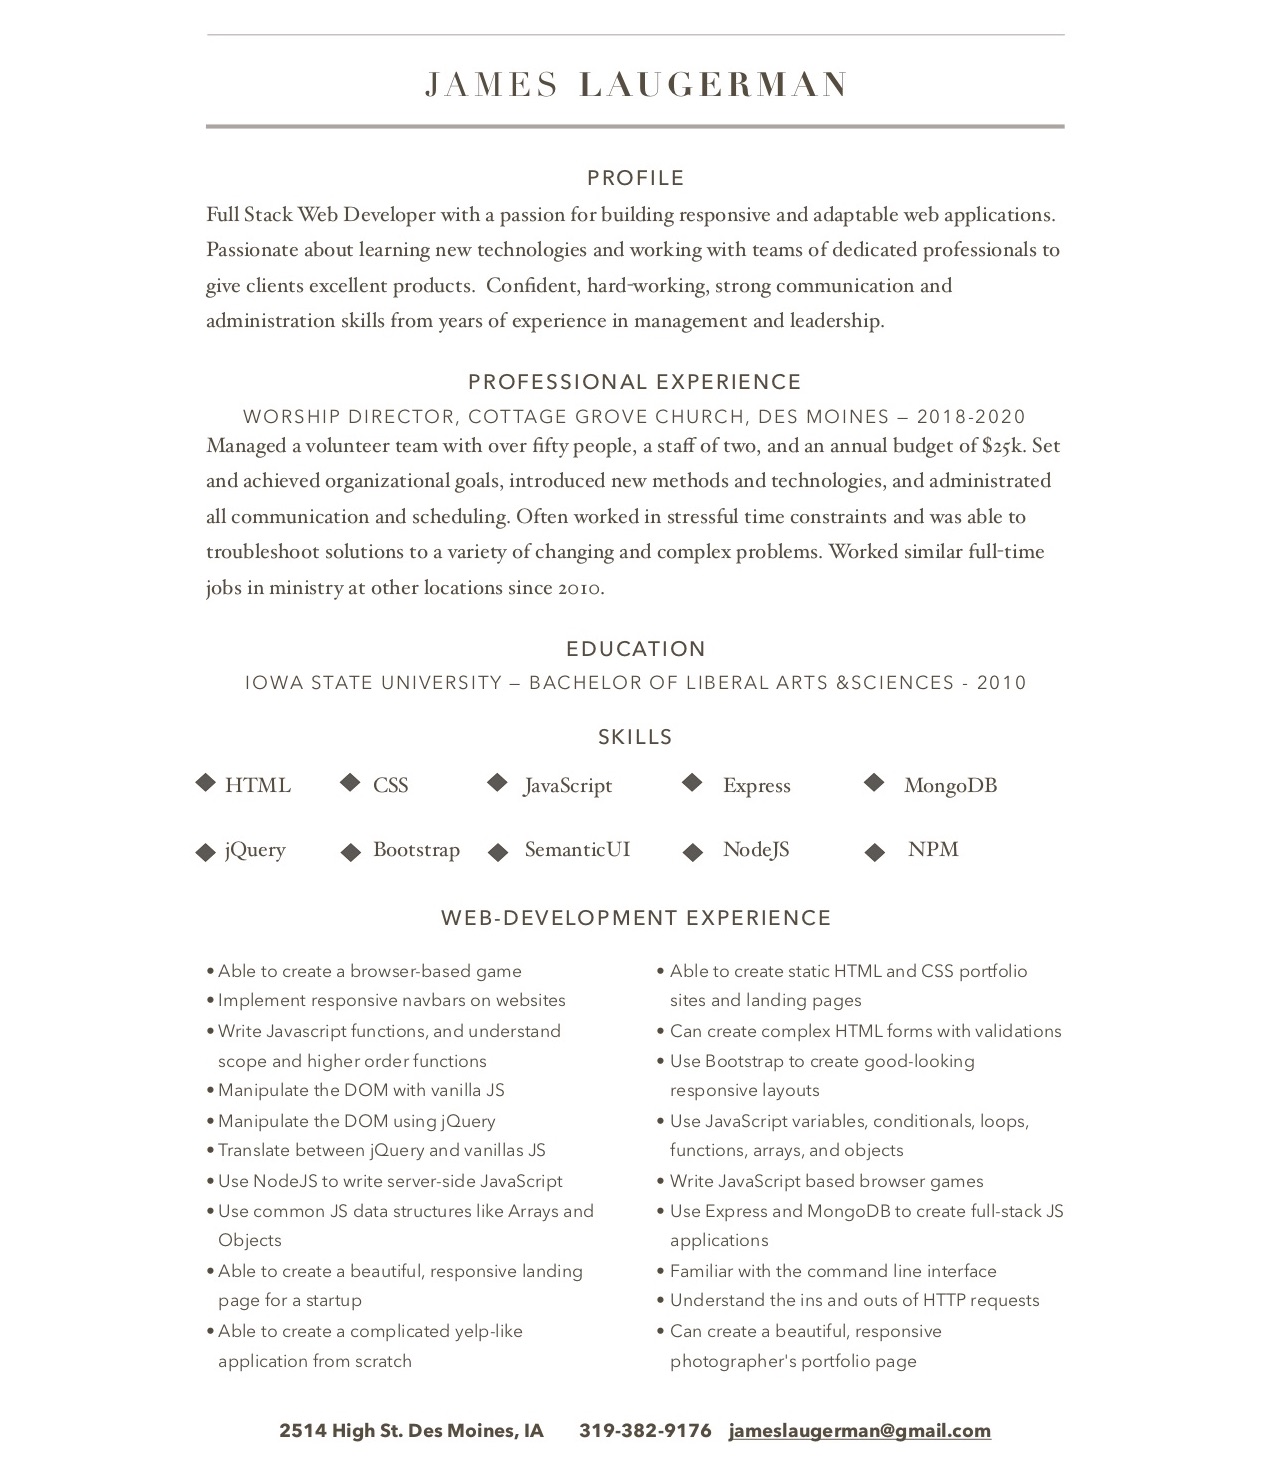 JAMES LAUGERMAN
PROFILE
Full Stack Web Developer with a passion for building responsive and adaptable web applications.
Passionate about learning new technologies and working with teams of dedicated professionals to
give clients excellent products.  Confident, hard-working, strong communication and
administration skills from years of experience in management and leadership.
PROFESSIONAL EXPERIENCE
WORSHIP DIRECTOR, COTTAGE GROVE CHURCH, DES MOINES — 2018-2020
Managed a volunteer team with over fifty people, a staff of two, and an annual budget of $25k. Set
and achieved organizational goals, introduced new methods and technologies, and administrated
all communication and scheduling. Often worked in stressful time constraints and was able to
troubleshoot solutions to a variety of changing and complex problems. Worked similar full-time
jobs in ministry at other locations since 2010.
EDUCATION
IOWA STATE UNIVERSITY — BACHELOR OF LIBERAL ARTS &SCIENCES - 2010
SKILLS
◆ HTML ◆ CSS ◆ JavaScript ◆ Express ◆ MongoDB
◆ jQuery ◆ Bootstrap ◆ SemanticUI ◆ NodeJS ◆ NPM
WEB-DEVELOPMENT EXPERIENCE
• Able to create a browser-based game
• Implement responsive navbars on websites
• Write Javascript functions, and understand
scope and higher order functions
• Manipulate the DOM with vanilla JS
• Manipulate the DOM using jQuery
• Translate between jQuery and vanillas JS
• Use NodeJS to write server-side JavaScript
• Use common JS data structures like Arrays and
Objects
• Able to create a beautiful, responsive landing
page for a startup
• Able to create a complicated yelp-like
application from scratch
• Able to create static HTML and CSS portfolio
sites and landing pages
• Can create complex HTML forms with validations
• Use Bootstrap to create good-looking
responsive layouts
• Use JavaScript variables, conditionals, loops,
functions, arrays, and objects
• Write JavaScript based browser games
• Use Express and MongoDB to create full-stack JS
applications
• Familiar with the command line interface
• Understand the ins and outs of HTTP requests
• Can create a beautiful, responsive
photographer's portfolio page
2514 High St. Des Moines, IA 319-382-9176 jameslaugerman@gmail.com